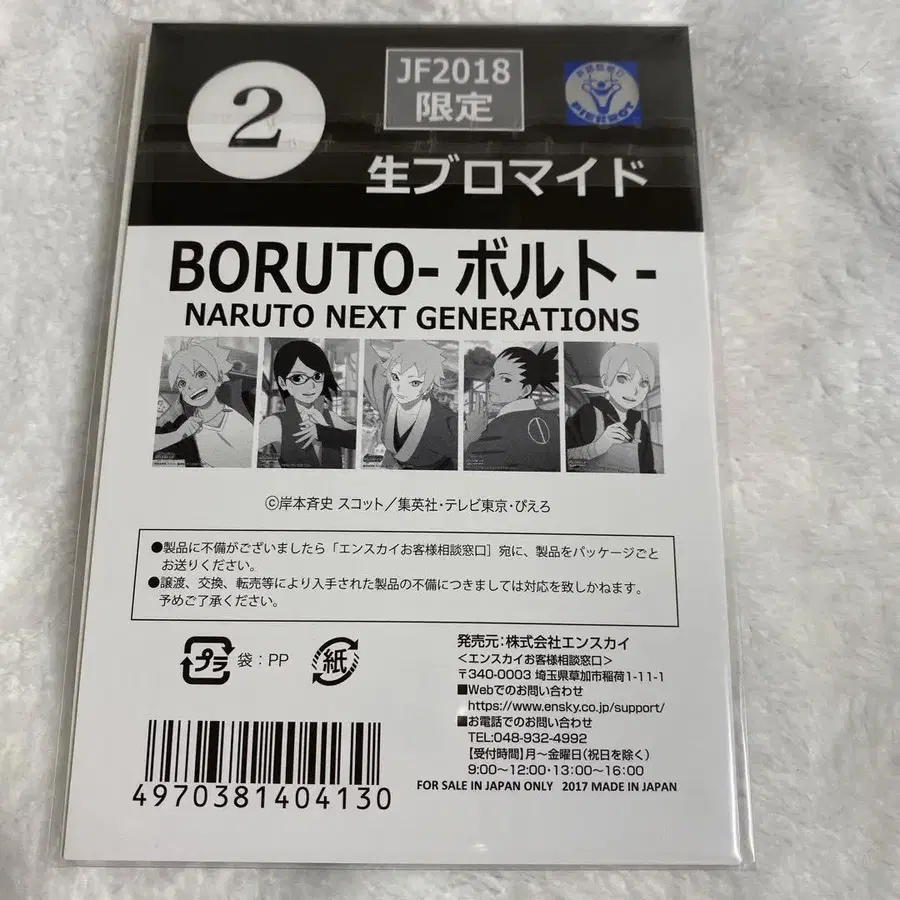 2
JF2018
限定
PIERROT
生ブロマイド
BORUTO-ボルト-
NARUTO NEXT GENERATIONS
©岸本斉史 スコット／集英社・テレビ東京・ぴえろ
●製品に不備がございましたら「エンスカイお客様相談窓口］宛に、製品をパッケージごと
お送りください。
●譲渡、交換、転売等により入手された製品の不備につきましては対応を致しかねます。
予めご了承ください。
プラ
袋：PP
紙
発売元：株式会社エンスカイ
＜エンスカイお客様相談窓口＞
〒340-0003 埼玉県草加市稲荷1-11-1
■Webでのお問い合わせ
https://www.ensky.co.jp/support/
■お電話でのお問い合わせ
TEL:048-932-4992
【受付時間】月～金曜日(祝日を除く)
9:00～12:00・13:00～16:00
FOR SALE IN JAPAN ONLY 2017 MADE IN JAPAN
4970381404130